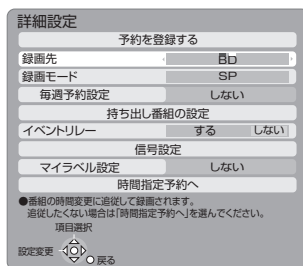 詳細設定
予約を登録する
録画先 BD
録画モード SP
毎週予約設定 しない
持ち出し番組の設定
イベントリレー する しない
信号設定
マイラベル設定 しない
時間指定予約へ
●番組の時間変更に追従して録画されます。
追従したくない場合は「時間指定予約へ」を選んでください。
項目選択
設定変更 戻る